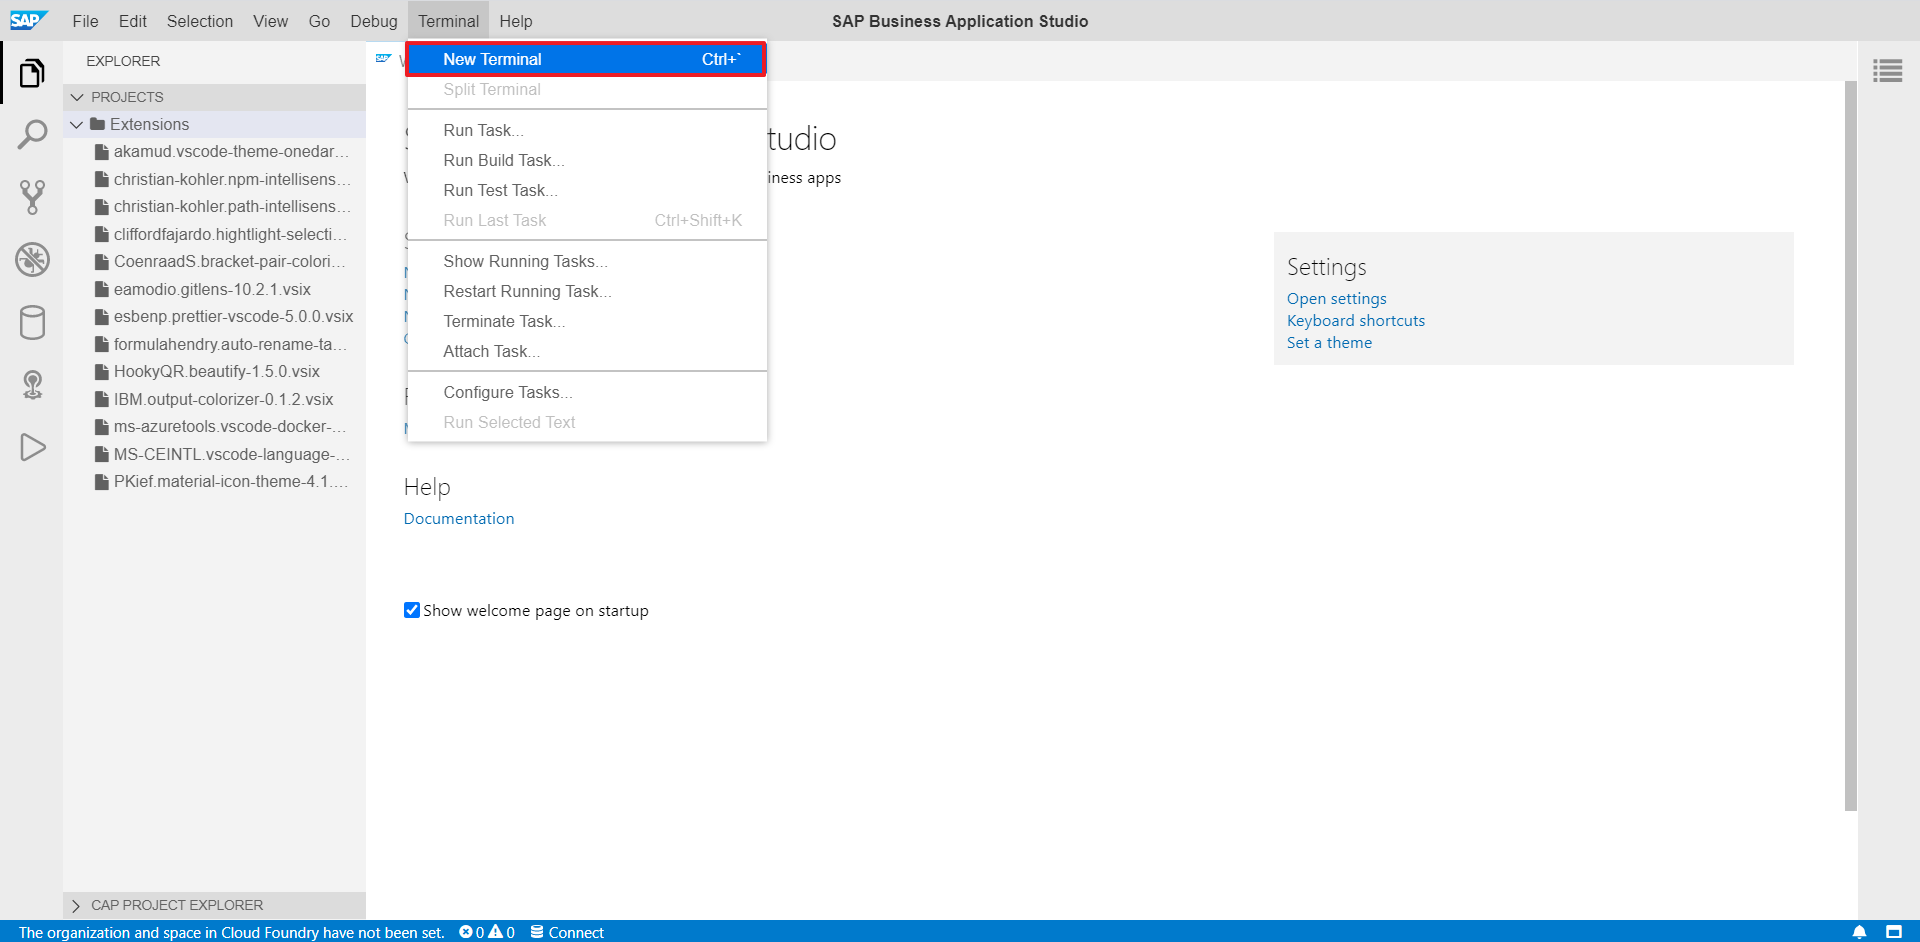 SAP File Edit Selection View Go Debug Terminal Help SAP Business Application Studio
EXPLORER
PROJECTS
Extensions
akamud.vscode-theme-onedar...
christian-kohler.npm-intellisens...
christian-kohler.path-intellisens...
cliffordfajardo.hightlight-selecti...
CoenraadS.bracket-pair-colori...
eamodio.gitlens-10.2.1.vsix
esbenp.prettier-vscode-5.0.0.vsix
formulahendry.auto-rename-ta...
HookyQR.beautify-1.5.0.vsix
IBM.output-colorizer-0.1.2.vsix
ms-azuretools.vscode-docker-...
MS-CEINTL.vscode-language-...
PKief.material-icon-theme-4.1....
CAP PROJECT EXPLORER
SAP
New Terminal Ctrl+`
Split Terminal
Run Task...
Run Build Task...
Run Test Task...
Run Last Task Ctrl+Shift+K
Show Running Tasks...
Restart Running Task...
Terminate Task...
Attach Task...
Configure Tasks...
Run Selected Text
tudio
iness apps
Help
Documentation
Show welcome page on startup
Settings
Open settings
Keyboard shortcuts
Set a theme
The organization and space in Cloud Foundry have not been set. 0 0 Connect